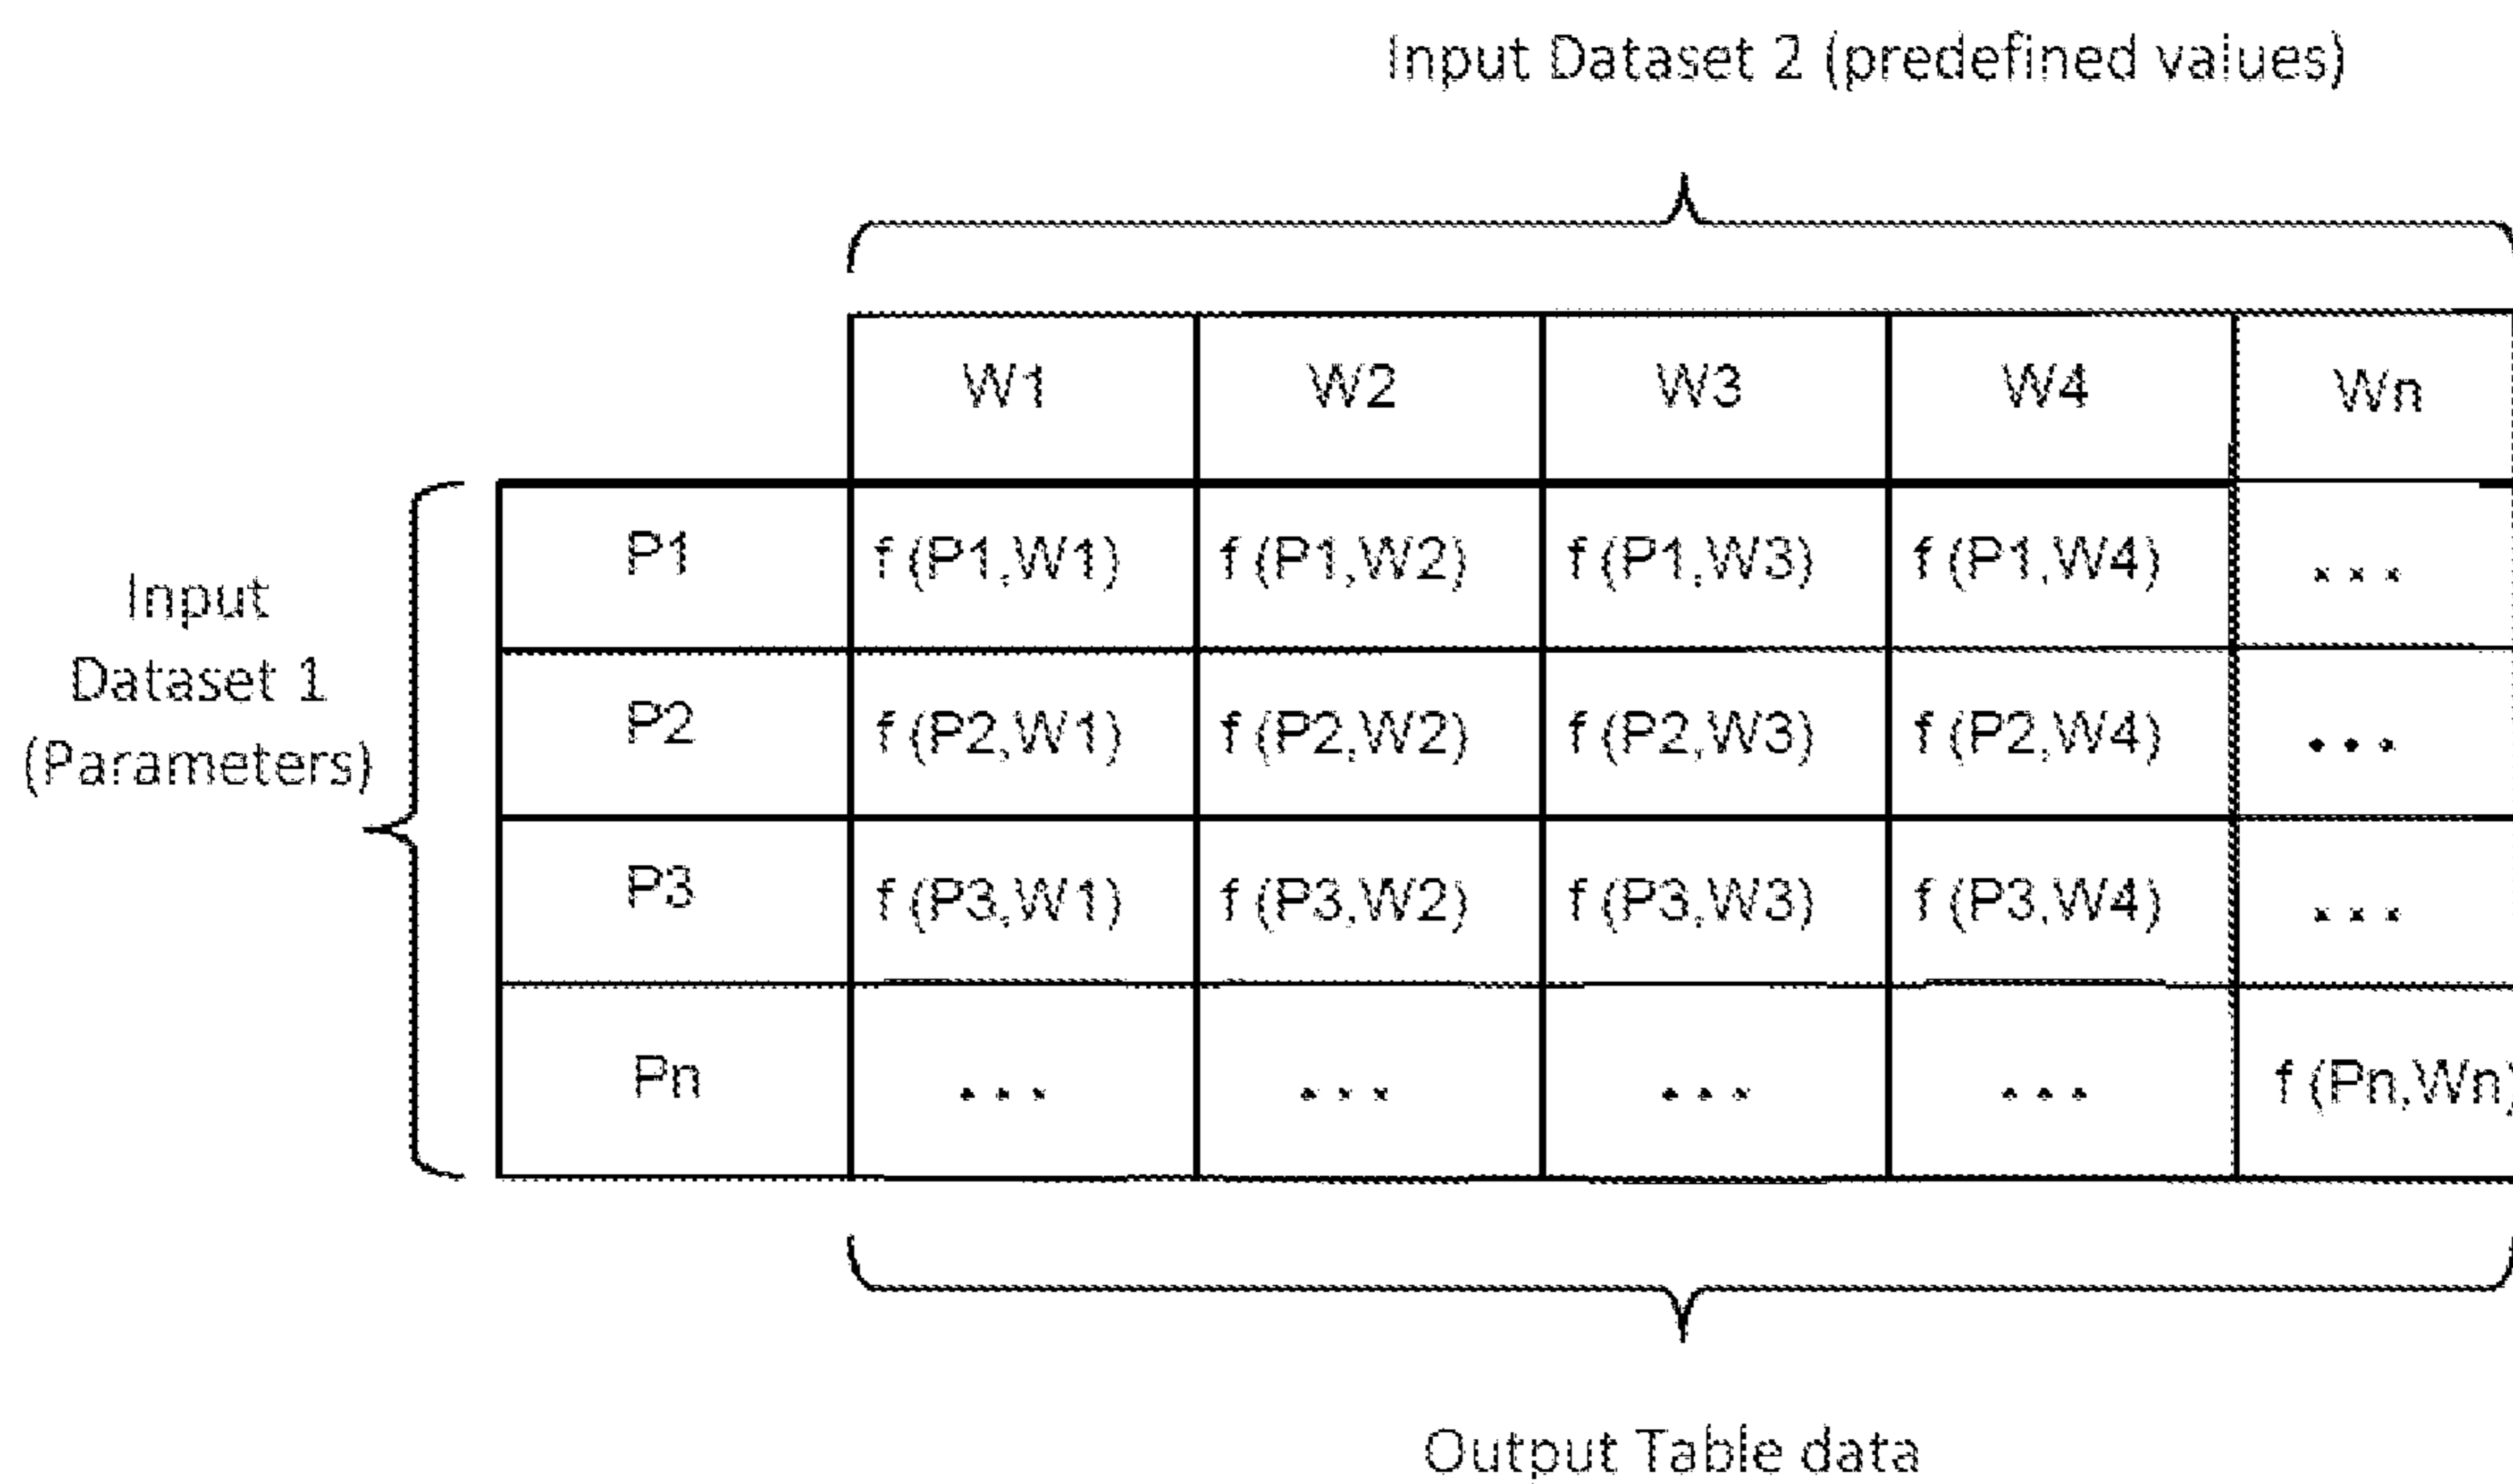 Input Dataset 2 (predefined values)
W1 W2 W3 W4 Wn
Input
Dataset 1
(Parameters)
P1 f (P1,W1) f (P1,W2) f (P1,W3) f (P1,W4) ...
P2 f (P2,W1) f (P2,W2) f (P2,W3) f (P2,W4) ...
P3 f (P3,W1) f (P3,W2) f (P3,W3) f (P3,W4) ...
Pn ... ... ... ... f (Pn,Wn)
Output Table data